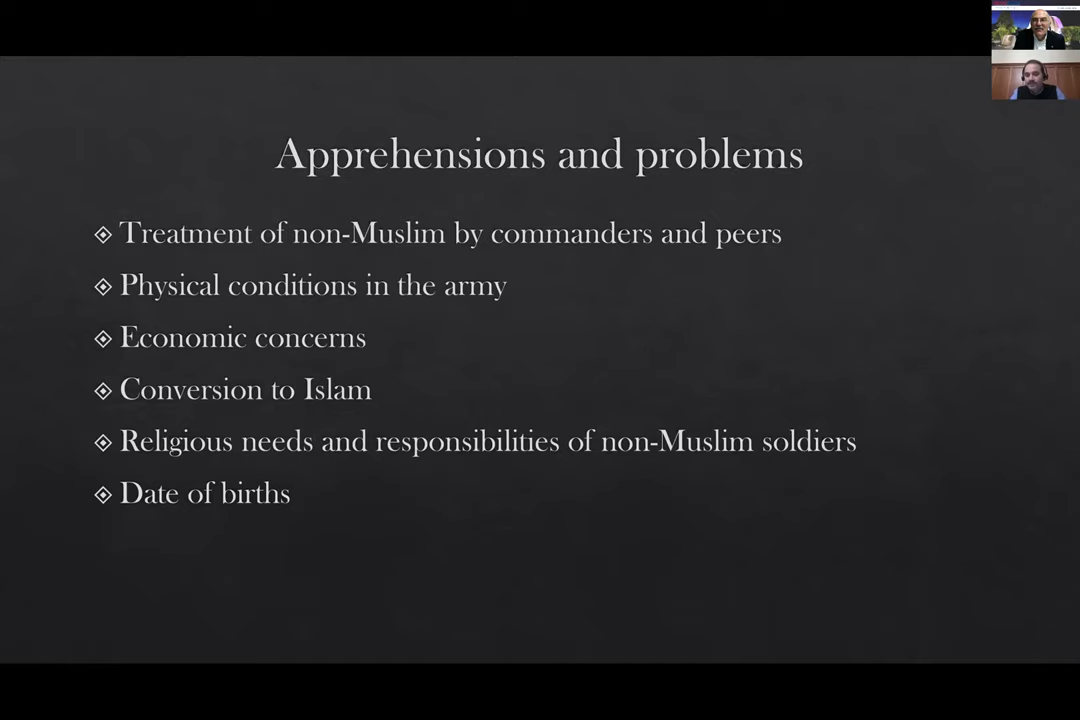 Apprehensions and problems
Treatment of non-Muslim by commanders and peers
Physical conditions in the army
Economic concerns
Conversion to Islam
Religious needs and responsibilities of non-Muslim soldiers
Date of births